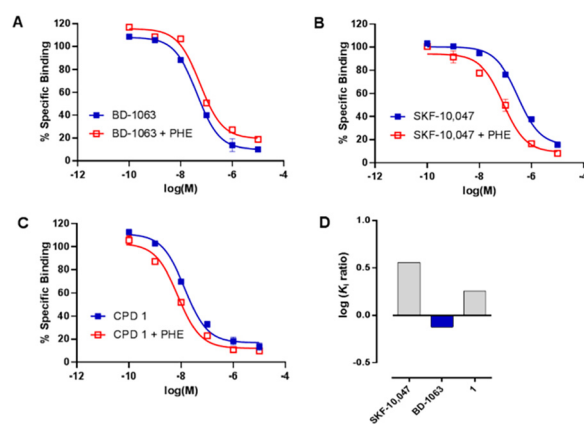 A
120
100
80
60
40
20
0
% Specific Binding
BD-1063
BD-1063 + PHE
-12
-10
-8
-6
-4
log(M)
B
120
100
80
60
40
20
0
% Specific Binding
SKF-10,047
SKF-10,047 + PHE
-12
-10
-8
-6
-4
log(M)
C
120
100
80
60
40
20
0
% Specific Binding
CPD 1
CPD 1 + PHE
-12
-10
-8
-6
-4
log(M)
D
1.0
0.5
0.0
-0.5
log (Ki ratio)
SKF-10,047
BD-1063
1